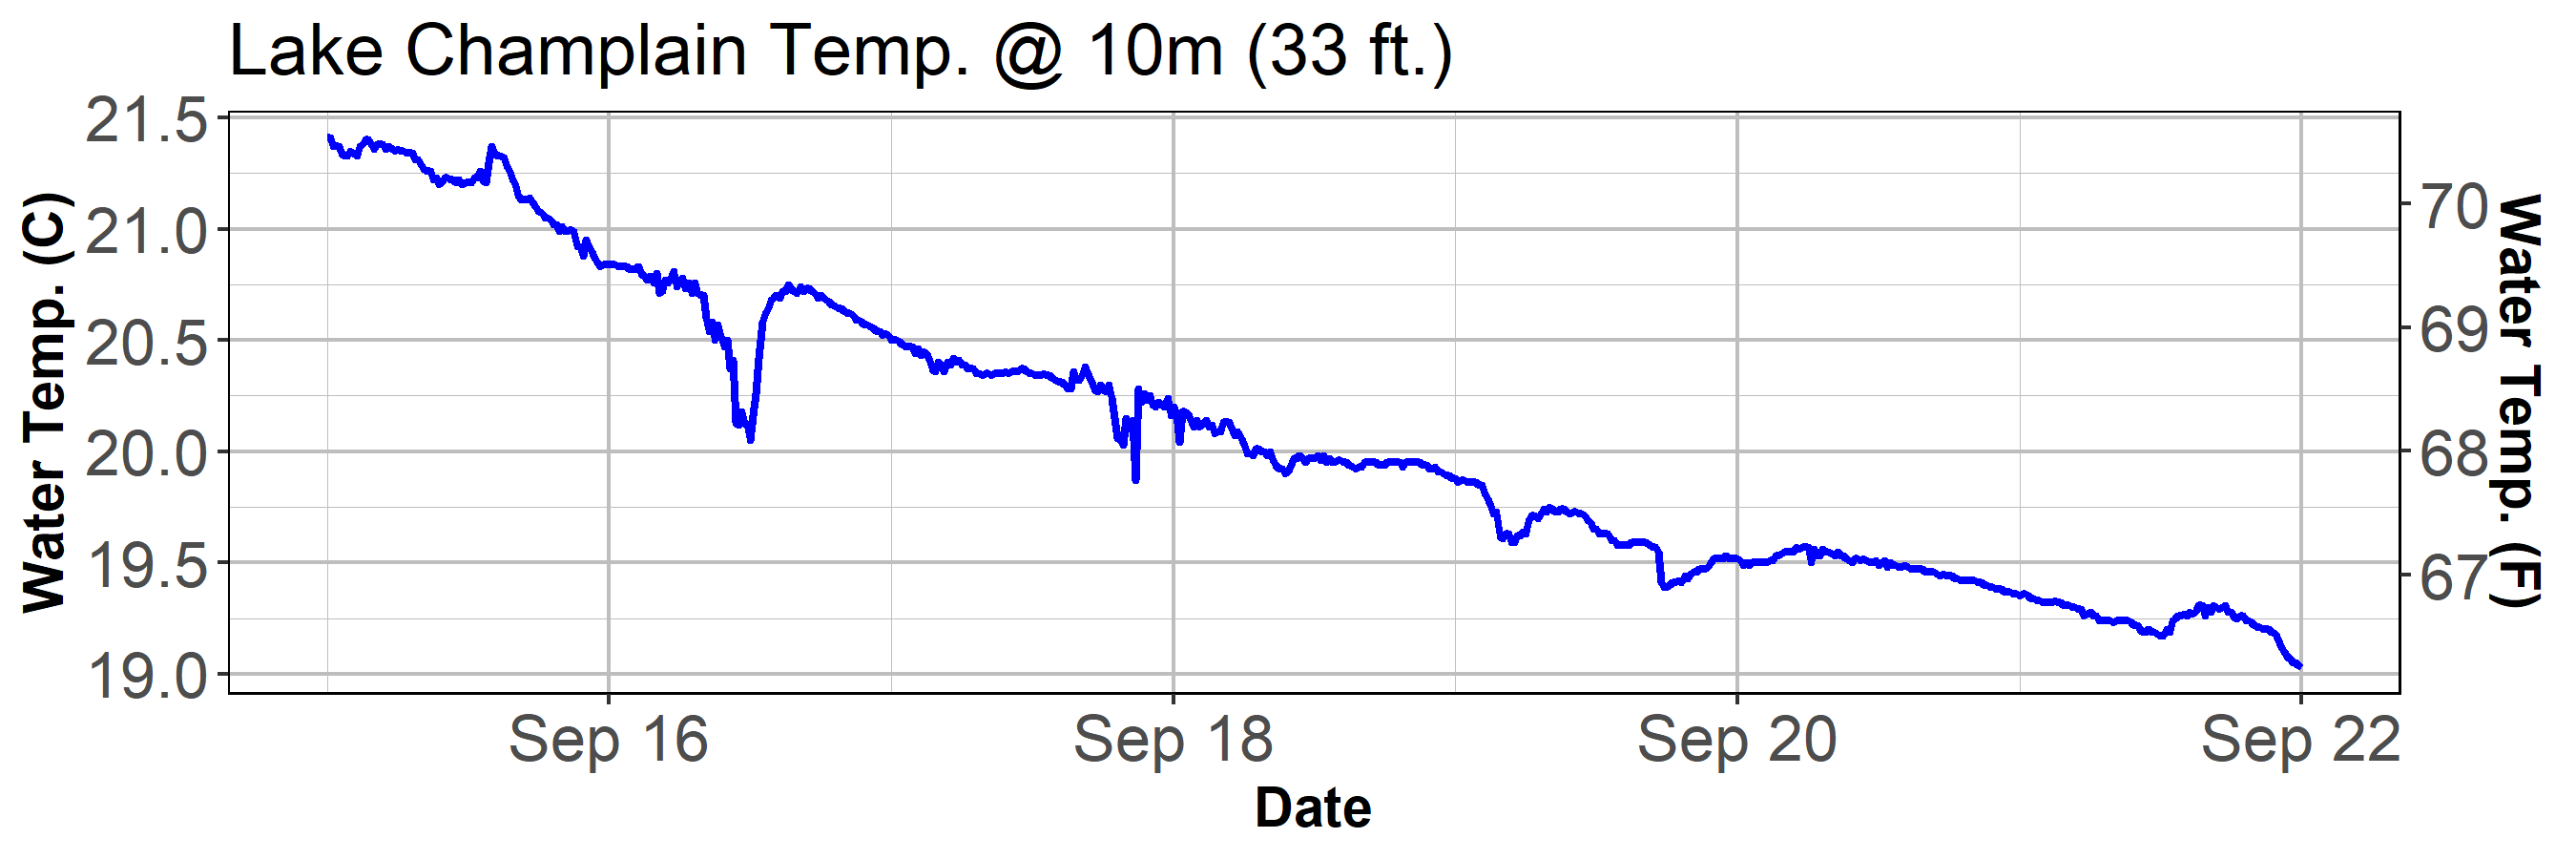 Lake Champlain Temp. @ 10m (33 ft.)
Water Temp. (C)
21.5
21.0
20.5
20.0
19.5
19.0
70
69
68
67
Water Temp. (F)
Sep 16
Sep 18
Sep 20
Sep 22
Date